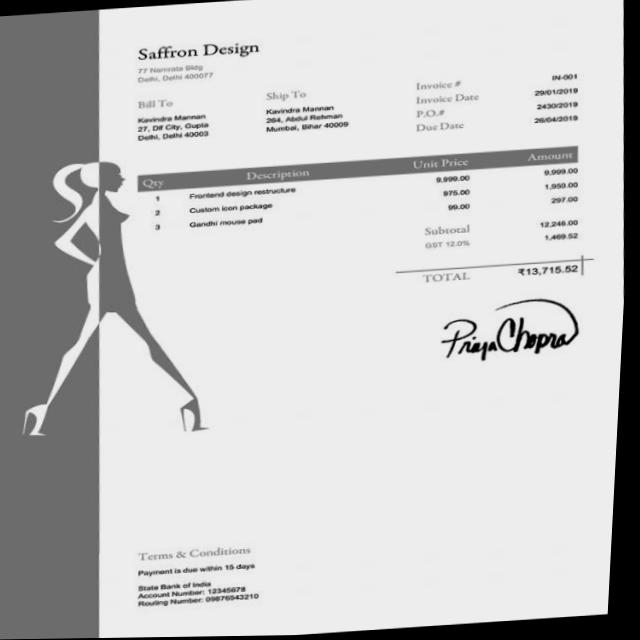 Saffron Design
77 Namrata Bldg
Delhi, Delhi 400077
Bill To
Kavindra Mannan
27, Dlf City, Gupta
Delhi, Delhi 40003
Ship To
Kavindra Mannan
264, Abdul Rehman
Mumbai, Bihar 40009
Invoice # IN-001
Invoice Date 29/01/2019
P.O.# 2430/2019
Due Date 26/04/2019
Qty Description Unit Price Amount
1 Frontend design restructure 9,999.00 9,999.00
2 Custom icon package 975.00 1,950.00
3 Gandhi mouse pad 99.00 297.00
Subtotal 12,246.00
GST 12.0% 1,469.52
TOTAL ₹13,715.52
Priya Chopra
Terms & Conditions
Payment is due within 15 days
State Bank of India
Account Number: 12345678
Routing Number: 09876543210